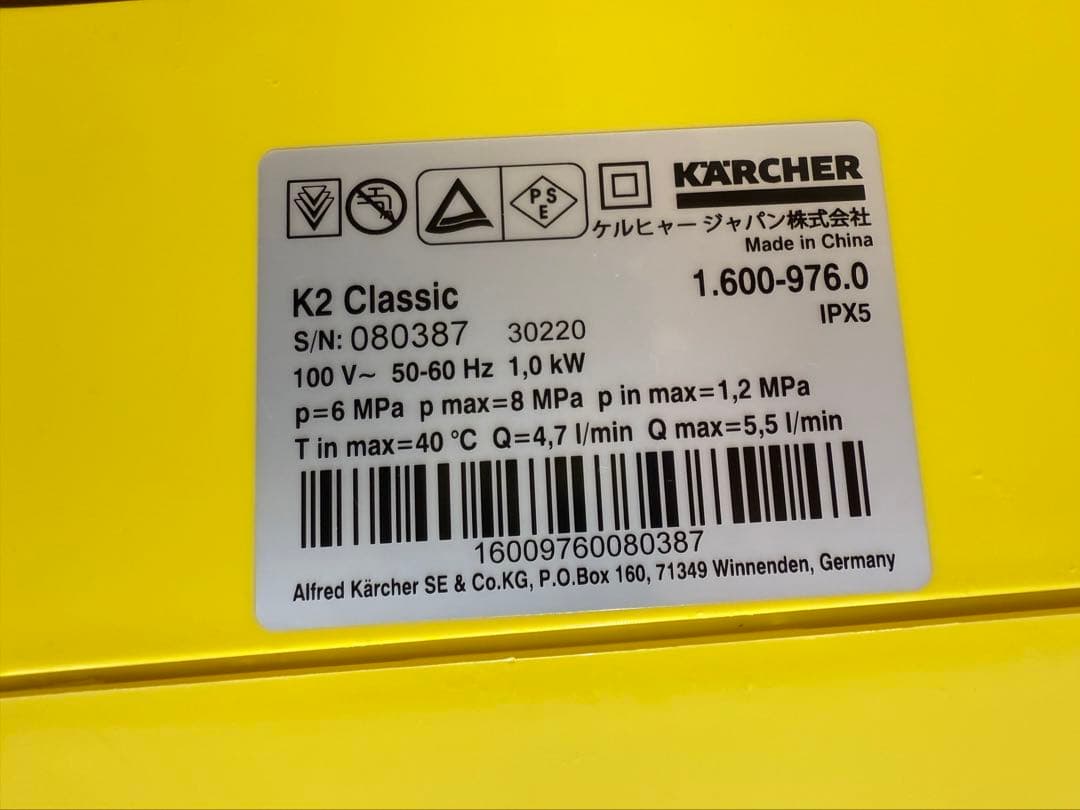 PS
E
KÄRCHER
ケルヒャー ジャパン株式会社
Made in China
1.600-976.0
IPX5
K2 Classic
S/N: 080387 30220
100 V~ 50-60 Hz 1,0 kW
p=6 MPa p max=8 MPa p in max=1,2 MPa
T in max=40 °C Q=4,7 l/min Q max=5,5 l/min
16009760080387
Alfred Kärcher SE & Co.KG, P.O.Box 160, 71349 Winnenden, Germany